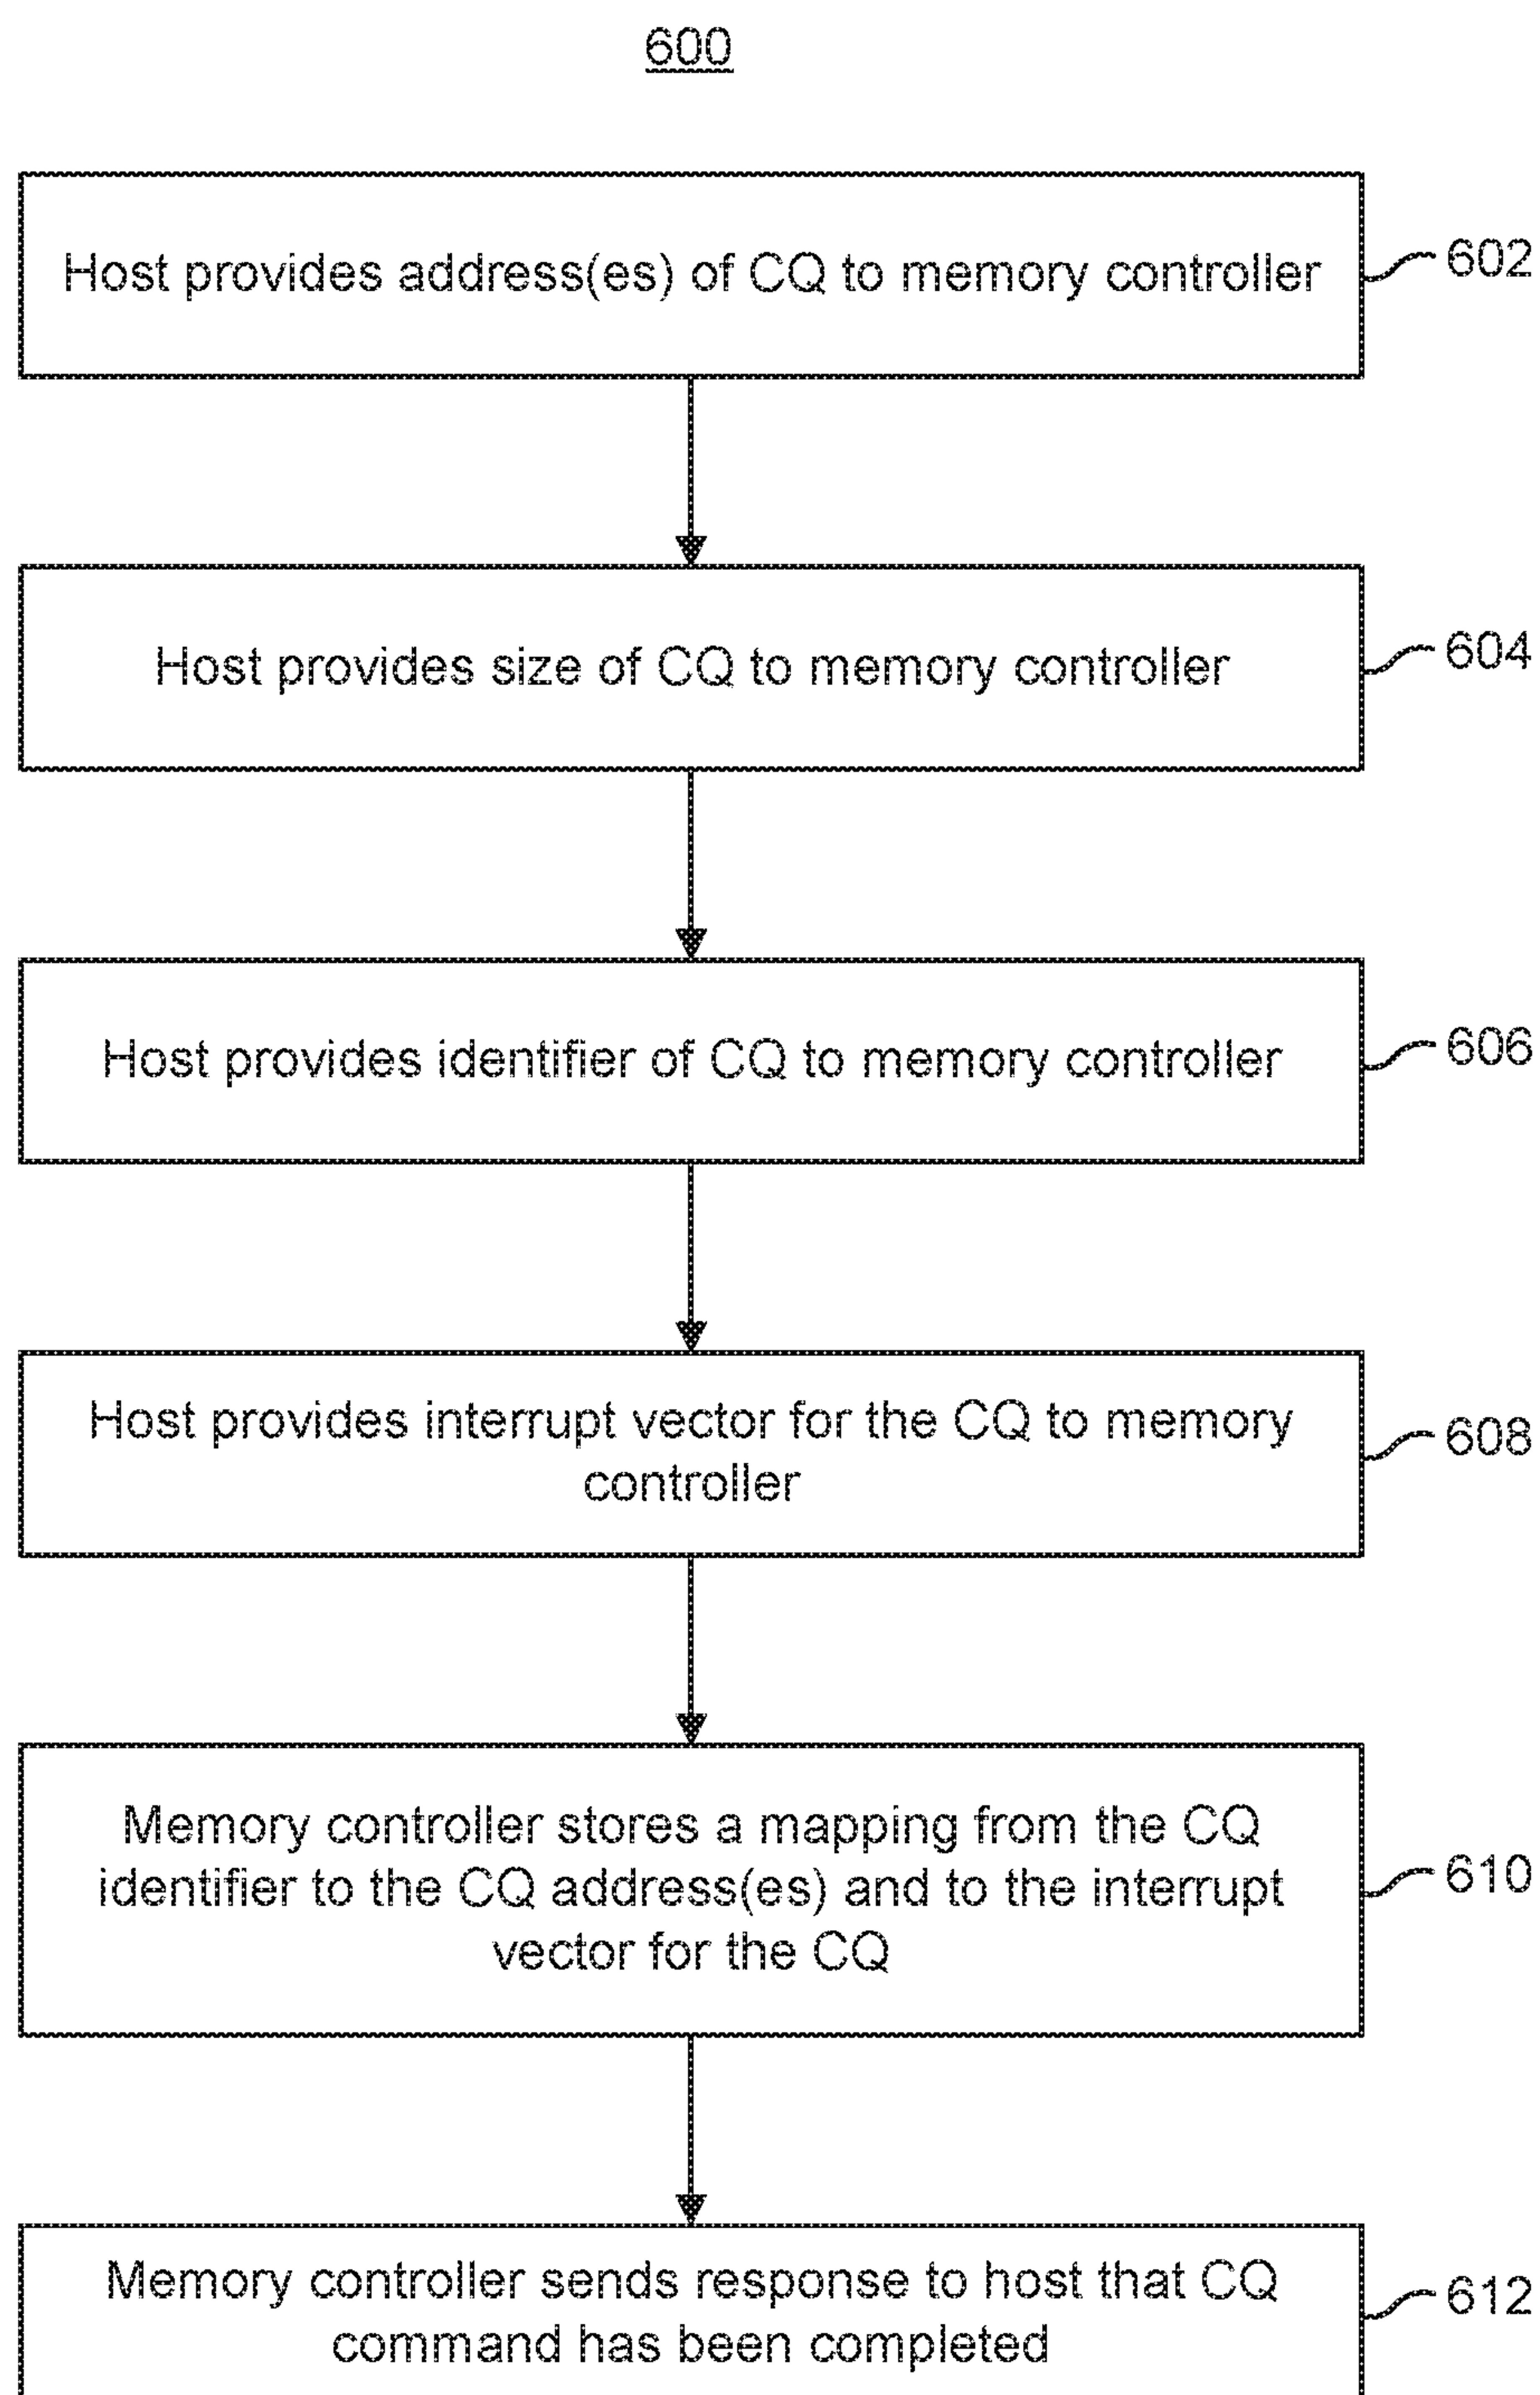 600
Host provides address(es) of CQ to memory controller
602
Host provides size of CQ to memory controller
604
Host provides identifier of CQ to memory controller
606
Host provides interrupt vector for the CQ to memory
controller
608
Memory controller stores a mapping from the CQ
identifier to the CQ address(es) and to the interrupt
vector for the CQ
610
Memory controller sends response to host that CQ
command has been completed
612